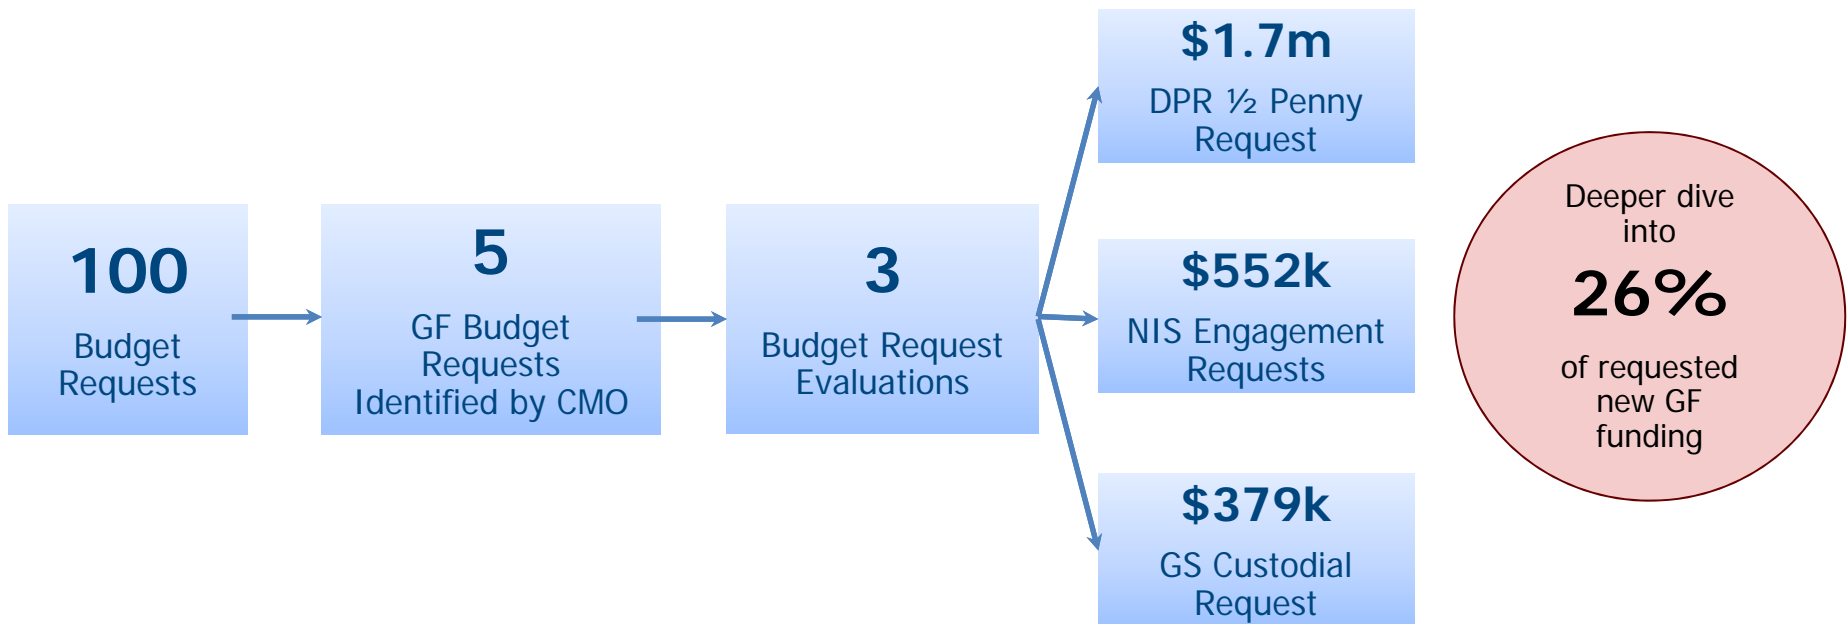 100
Budget
Requests
5
GF Budget
Requests
Identified by CMO
3
Budget Request
Evaluations
$1.7m
DPR ½ Penny
Request
$552k
NIS Engagement
Requests
$379k
GS Custodial
Request
Deeper dive
into
26%
of requested
new GF
funding